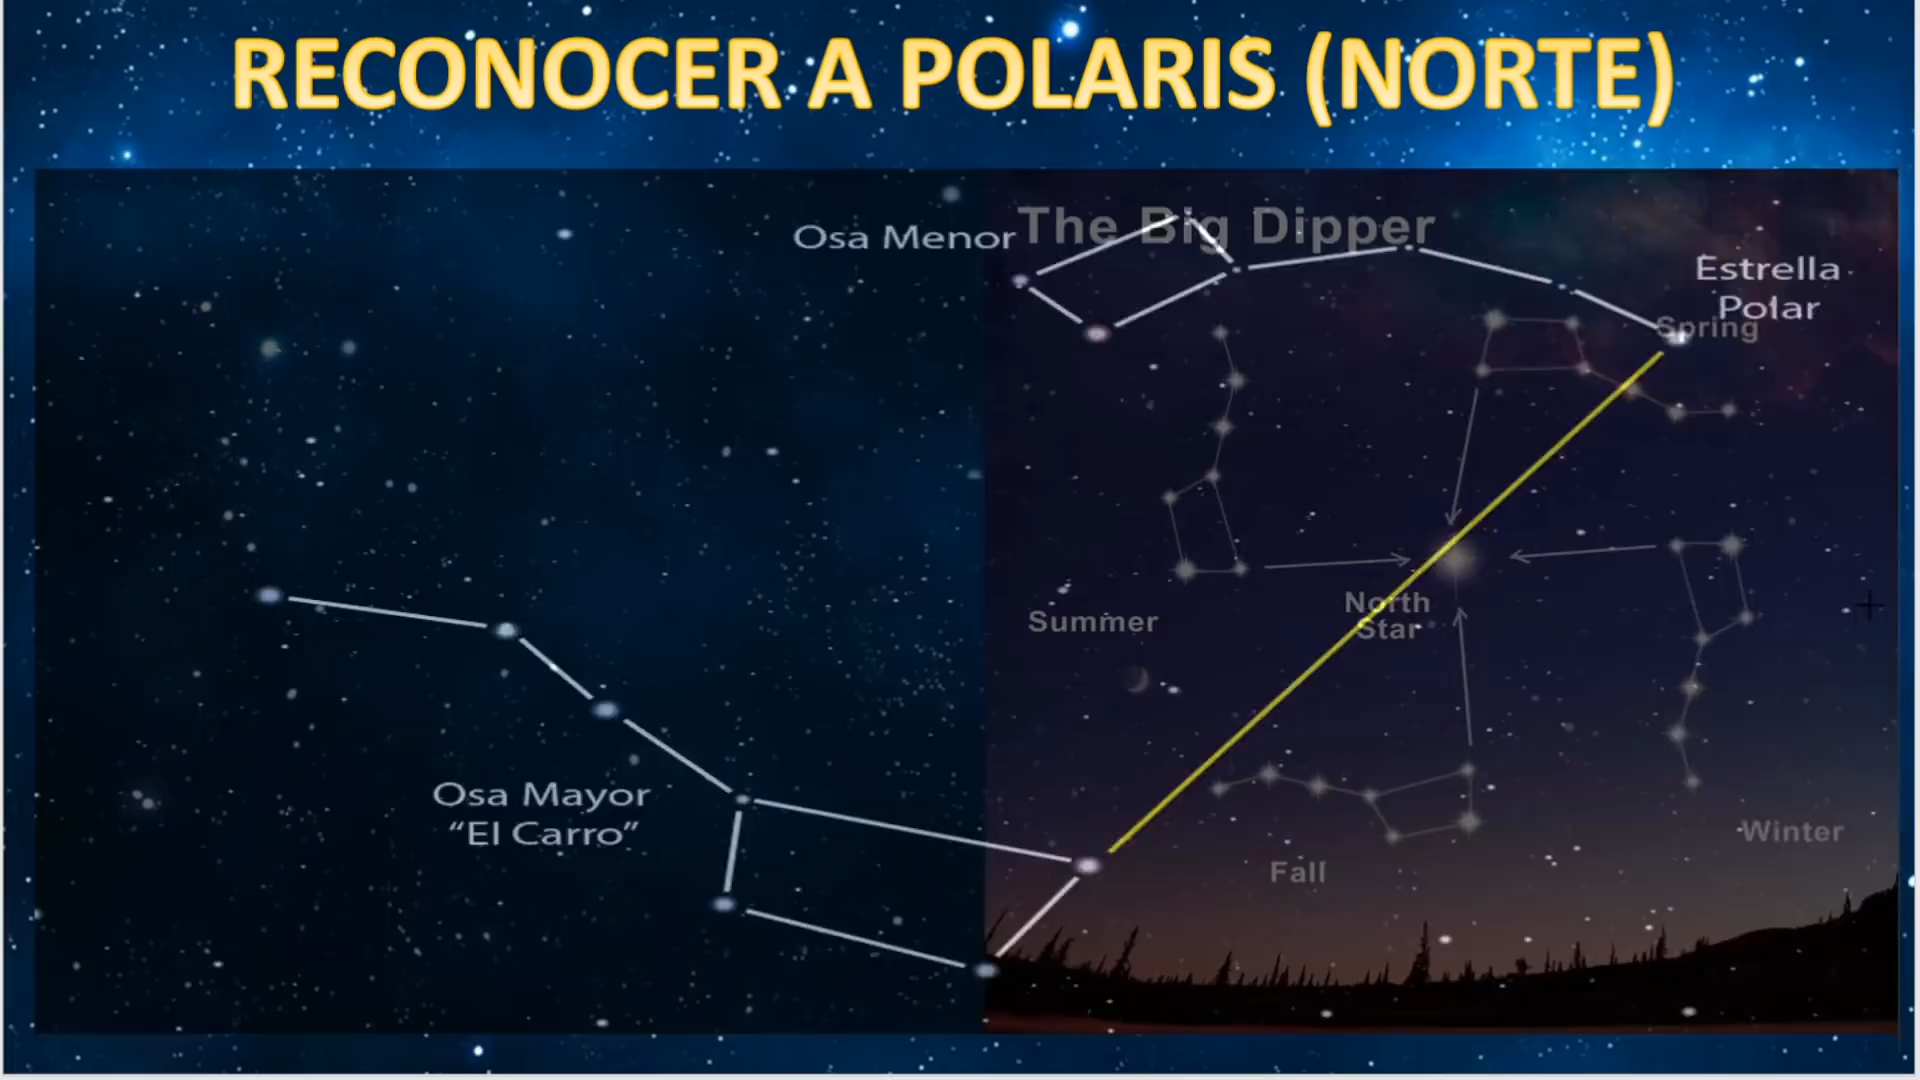 RECONOCER A POLARIS (NORTE)
Osa Menor
The Big Dipper
Estrella
Polar
Spring
North
Star
Summer
Osa Mayor
“El Carro”
Winter
Fall